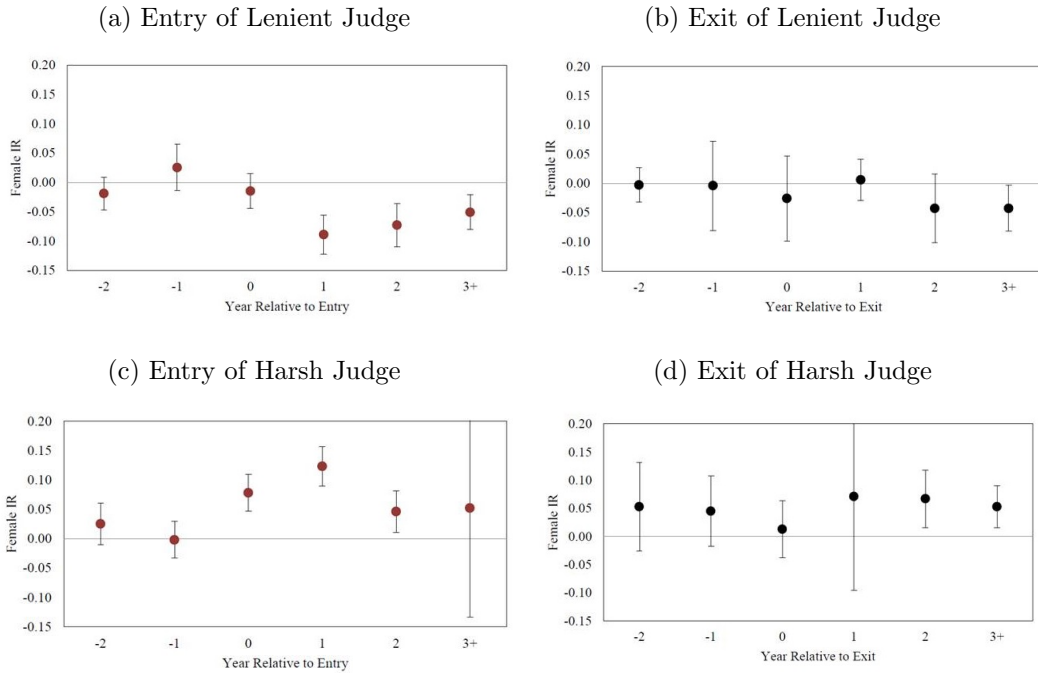 (a) Entry of Lenient Judge
0.20
0.15
0.10
0.05
0.00
-0.05
-0.10
-0.15
Female IR
-2 -1 0 1 2 3+
Year Relative to Entry
(b) Exit of Lenient Judge
0.20
0.15
0.10
0.05
0.00
-0.05
-0.10
-0.15
Female IR
-2 -1 0 1 2 3+
Year Relative to Exit
(c) Entry of Harsh Judge
0.20
0.15
0.10
0.05
0.00
-0.05
-0.10
-0.15
Female IR
-2 -1 0 1 2 3+
Year Relative to Entry
(d) Exit of Harsh Judge
0.20
0.15
0.10
0.05
0.00
-0.05
-0.10
-0.15
Female IR
-2 -1 0 1 2 3+
Year Relative to Exit